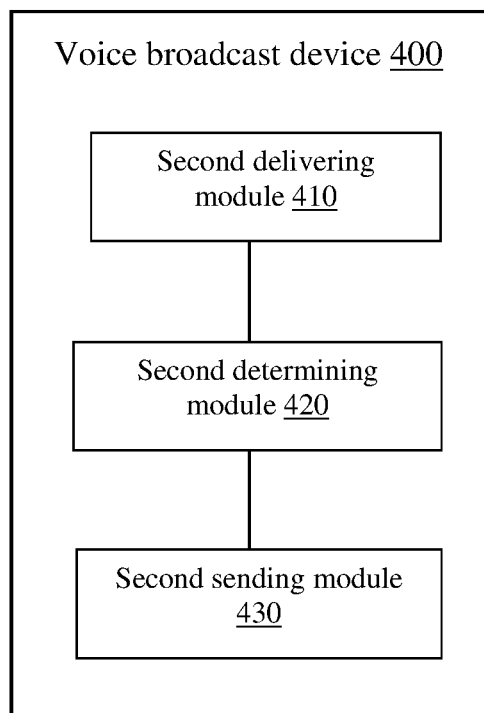 Voice broadcast device 400
Second delivering
module 410
Second determining
module 420
Second sending module
430